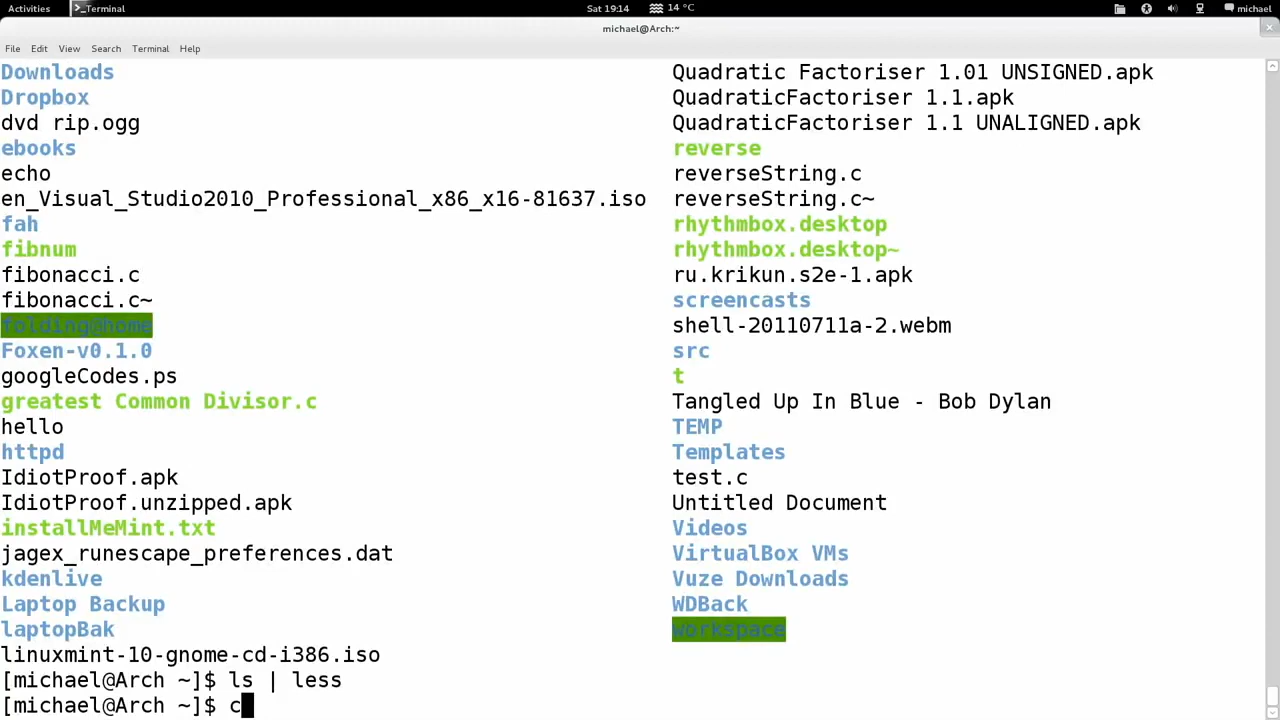 Activities >_Terminal Sat 19:14 14 °C michael
michael@Arch:~
File Edit View Search Terminal Help
Downloads Quadratic Factoriser 1.01 UNSIGNED.apk
Dropbox QuadraticFactoriser 1.1.apk
dvd rip.ogg QuadraticFactoriser 1.1 UNALIGNED.apk
ebooks reverse
echo reverseString.c
en_Visual_Studio2010_Professional_x86_x16-81637.iso reverseString.c~
fah rhythmbox.desktop
fibnum rhythmbox.desktop~
fibonacci.c ru.krikun.s2e-1.apk
fibonacci.c~ screencasts
folding@home shell-20110711a-2.webm
Foxen-v0.1.0 src
googleCodes.ps t
greatest Common Divisor.c Tangled Up In Blue - Bob Dylan
hello TEMP
httpd Templates
IdiotProof.apk test.c
IdiotProof.unzipped.apk Untitled Document
installMeMint.txt Videos
jagex_runescape_preferences.dat VirtualBox VMs
kdenlive Vuze Downloads
Laptop Backup WDBack
laptopBak workspace
linuxmint-10-gnome-cd-i386.iso
[michael@Arch ~]$ ls | less
[michael@Arch ~]$ c